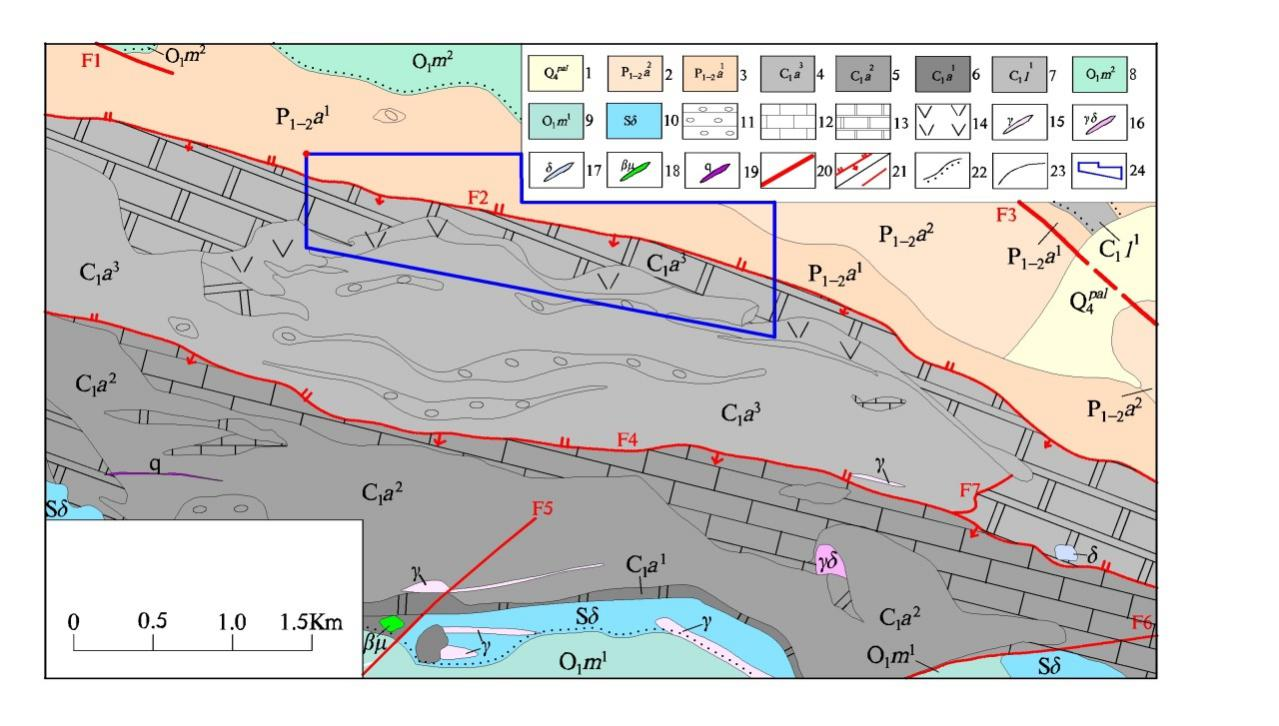 F1
O₁m²
O₁m²
P₁₋₂a¹
Q₄ᵖᵃˡ 1
P₁₋₂a² 2
P₁₋₂a¹ 3
C₁a³ 4
C₁a² 5
C₁a¹ 6
C₁l¹ 7
O₁m² 8
O₁m¹ 9
Sδ 10
11
12
13
14
γ 15
γδ 16
δ 17
βμ 18
q 19
20
21
22
23
24
F2
F3
P₁₋₂a²
P₁₋₂a¹
C₁l¹
C₁a³
C₁a³
P₁₋₂a¹
Q₄ᵖᵃˡ
C₁a²
C₁a³
P₁₋₂a²
F4
q
γ
C₁a²
F7
Sδ
F5
δ
γδ
C₁a¹
γ
0 0.5 1.0 1.5Km
Sδ
γ
C₁a²
F6
βμ
γ
O₁m¹
O₁m¹
Sδ